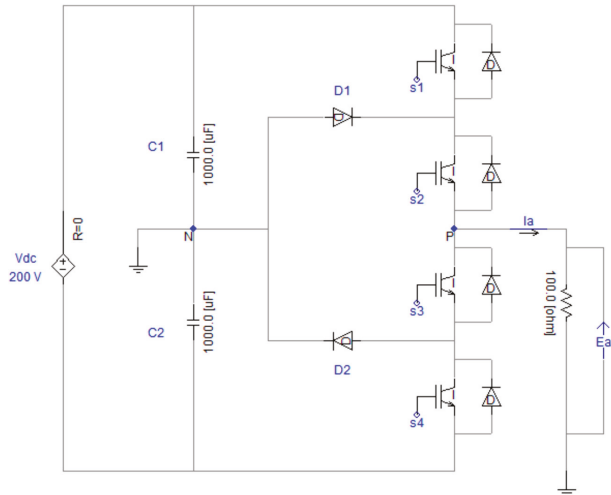 s1
D1
C1
1000.0 [uF]
s2
N
P
Ia
R=0
Vdc
200 V
C2
1000.0 [uF]
s3
100.0 [ohm]
Ea
D2
s4
D
D
D
D
D
D
I
I
I
I